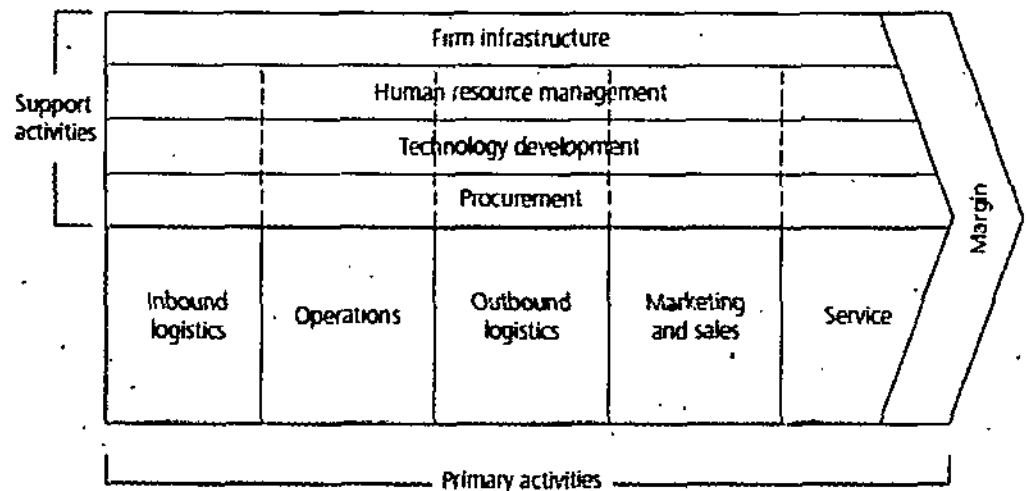 Firm infrastructure
Human resource management
Support
activities
Technology development
Procurement
Margin
Inbound
logistics
Operations
Outbound
logistics
Marketing
and sales
Service
Primary activities